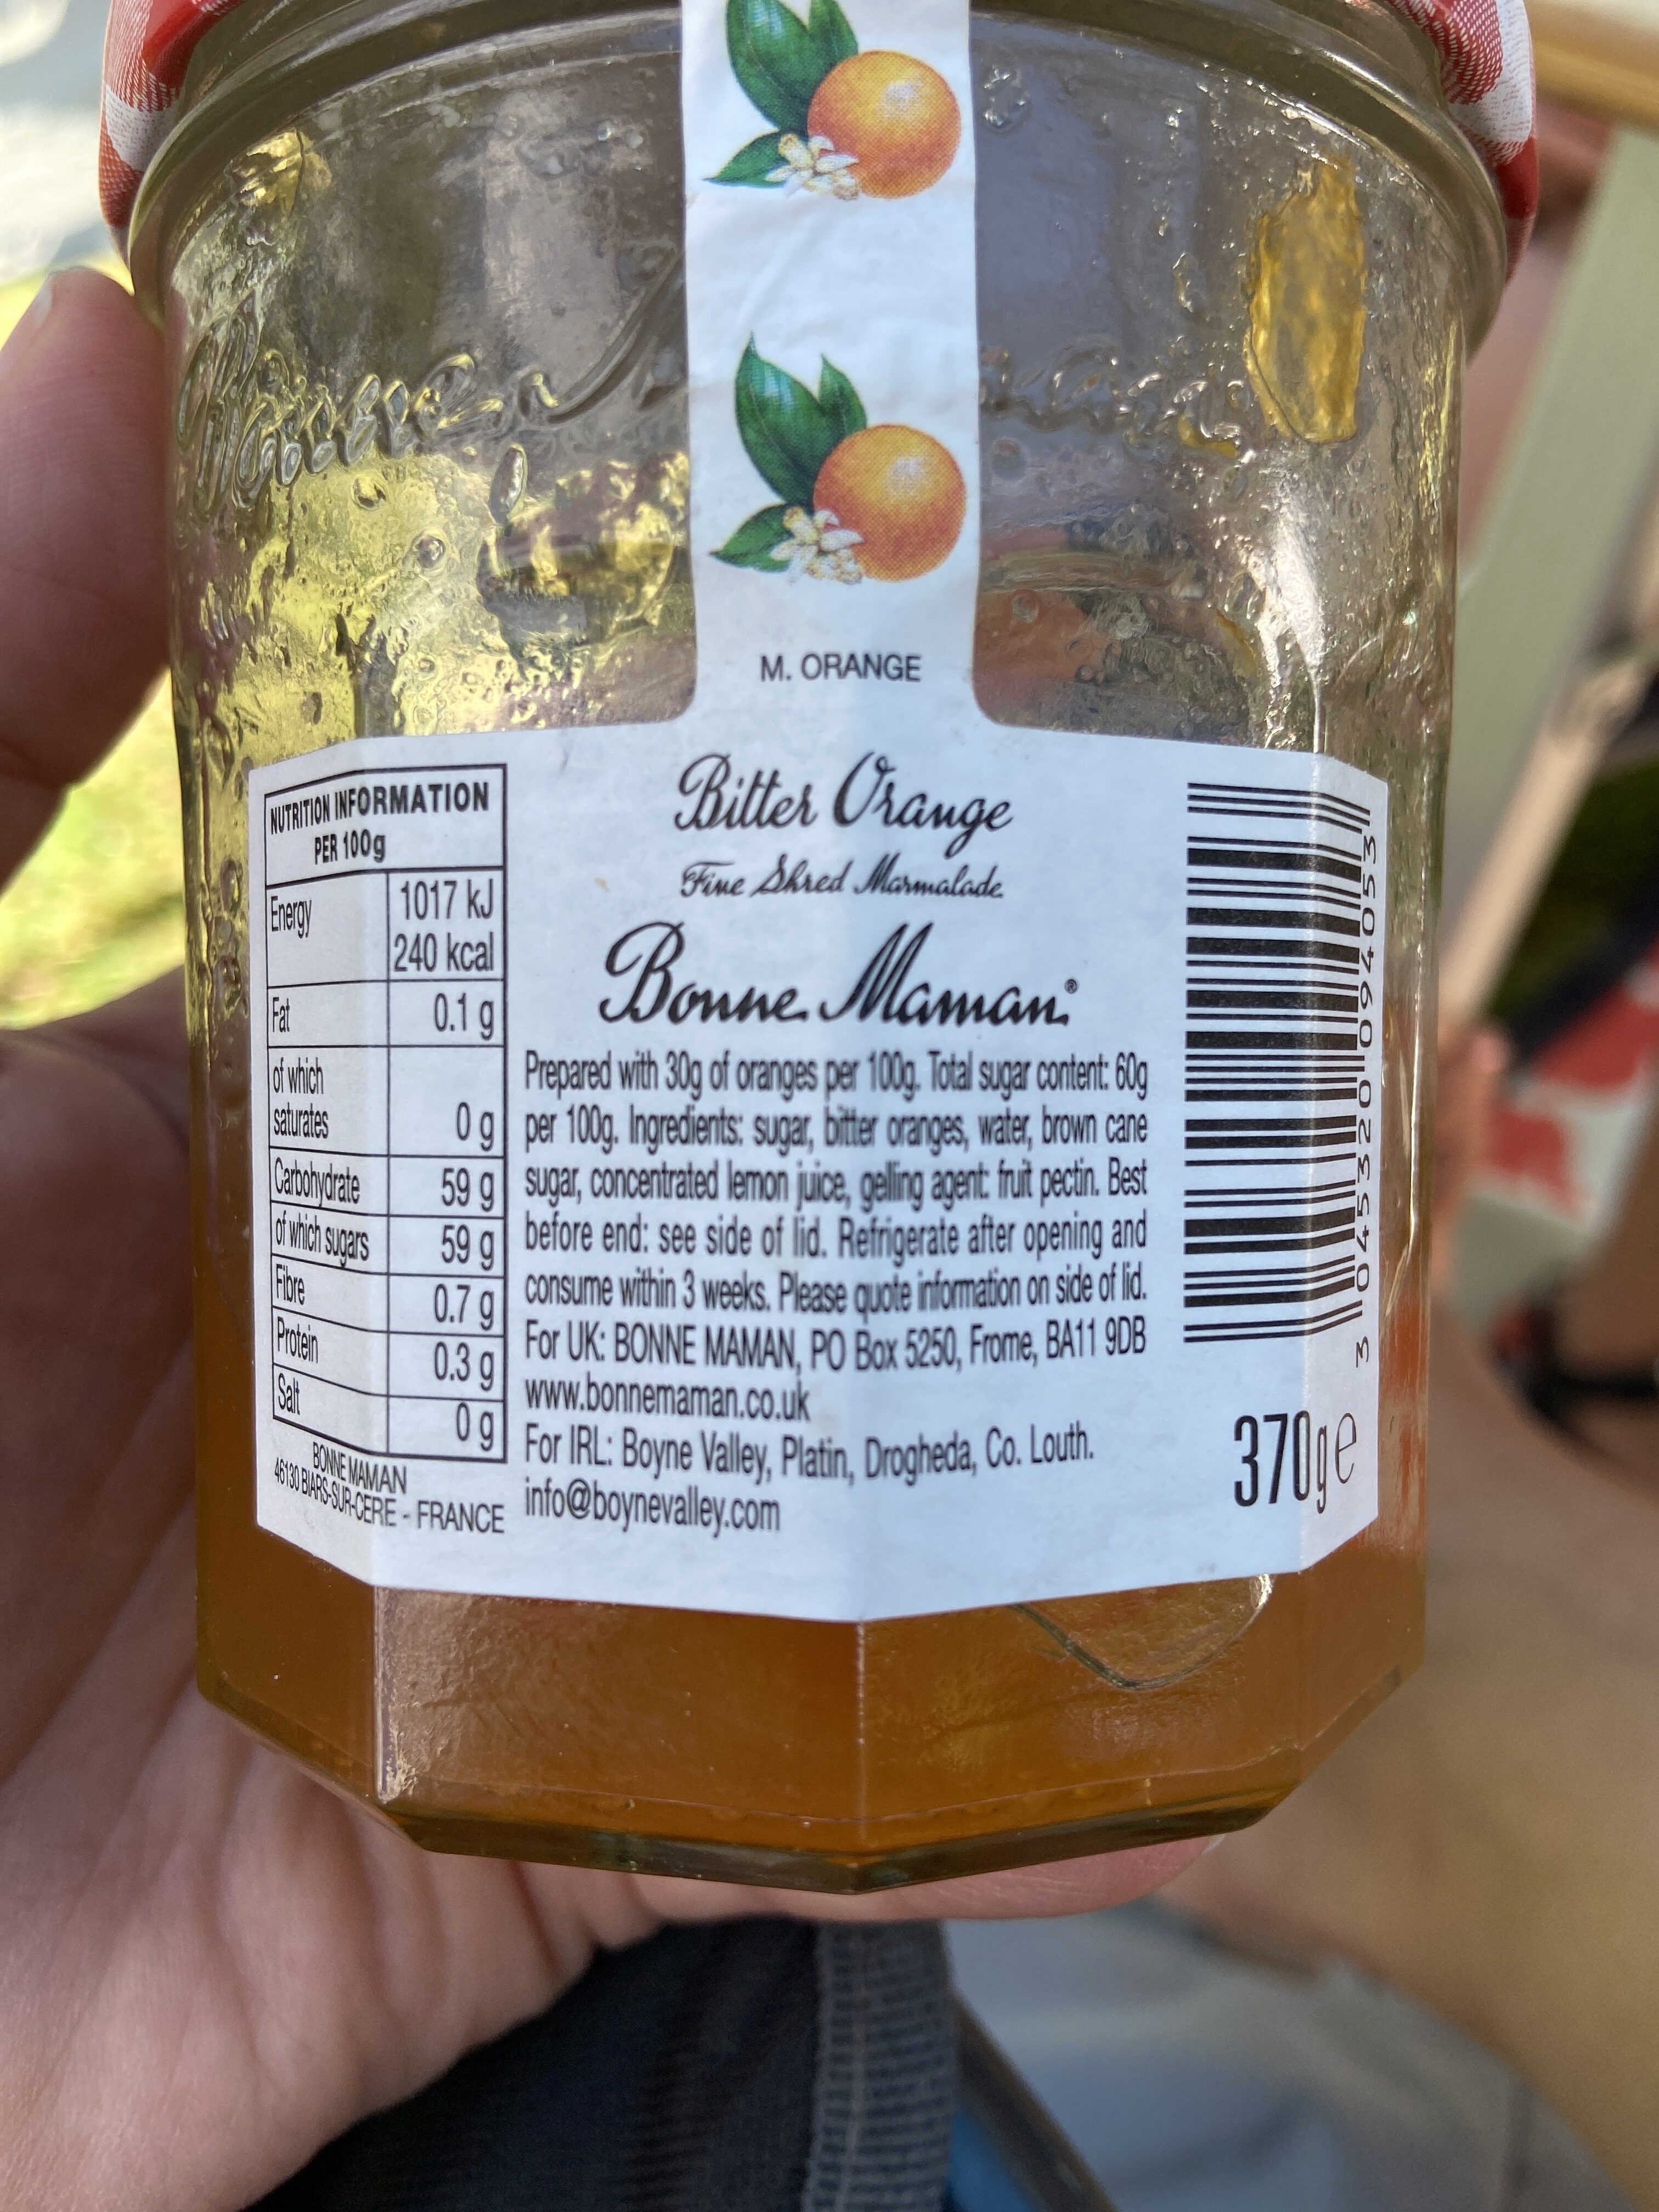 Bonne Maman
M. ORANGE
NUTRITION INFORMATION
PER 100g
Energy 1017 kJ
240 kcal
Fat 0.1 g
of which
saturates 0 g
Carbohydrate 59 g
of which sugars 59 g
Fibre 0.7 g
Protein 0.3 g
Salt 0 g
BONNE MAMAN
46130 BIARS-SUR-CERE - FRANCE
Bitter Orange
Fine Shred Marmalade
Bonne Maman®
Prepared with 30g of oranges per 100g. Total sugar content: 60g
per 100g. Ingredients: sugar, bitter oranges, water, brown cane
sugar, concentrated lemon juice, gelling agent: fruit pectin. Best
before end: see side of lid. Refrigerate after opening and
consume within 3 weeks. Please quote information on side of lid.
For UK: BONNE MAMAN, PO Box 5250, Frome, BA11 9DB
www.bonnemaman.co.uk
For IRL: Boyne Valley, Platin, Drogheda, Co. Louth.
info@boynevalley.com
3 045320 094053
370g e